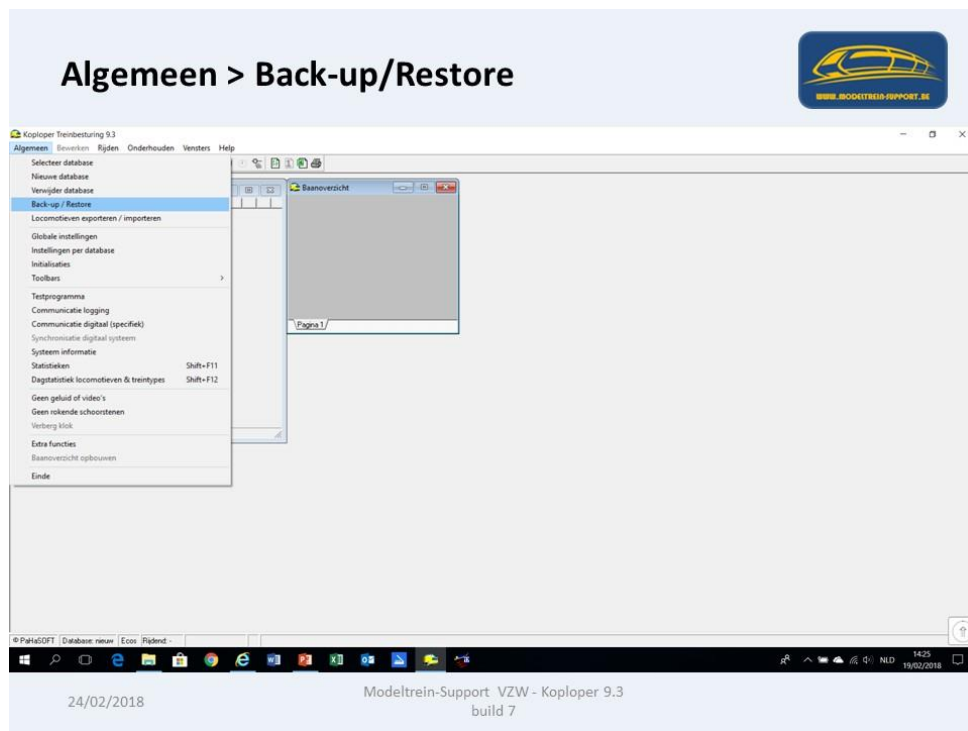 Algemeen > Back-up/Restore
WWW.MODELTREIN-SUPPORT.BE
Koploper Treinbesturing 9.3
Algemeen Bewerken Rijden Onderhouden Vensters Help
Selecteer database
Nieuwe database
Verwijder database
Back-up / Restore
Locomotieven exporteren / importeren
Globale instellingen
Instellingen per database
Initialisaties
Toolbars
Testprogramma
Communicatie logging
Communicatie digitaal (specifiek)
Synchronisatie digitaal systeem
Systeem informatie
Statistieken Shift+F11
Dagstatistiek locomotieven & treintypes Shift+F12
Geen geluid of video's
Geen rokende schoorstenen
Verberg klok
Extra functies
Baanoverzicht opbouwen
Einde
Baanoverzicht
Pagina 1
© PaHaSOFT Database: nieuw Ecos Rijdend: -
NLD
14:25
19/02/2018
24/02/2018
Modeltrein-Support VZW - Koploper 9.3
build 7